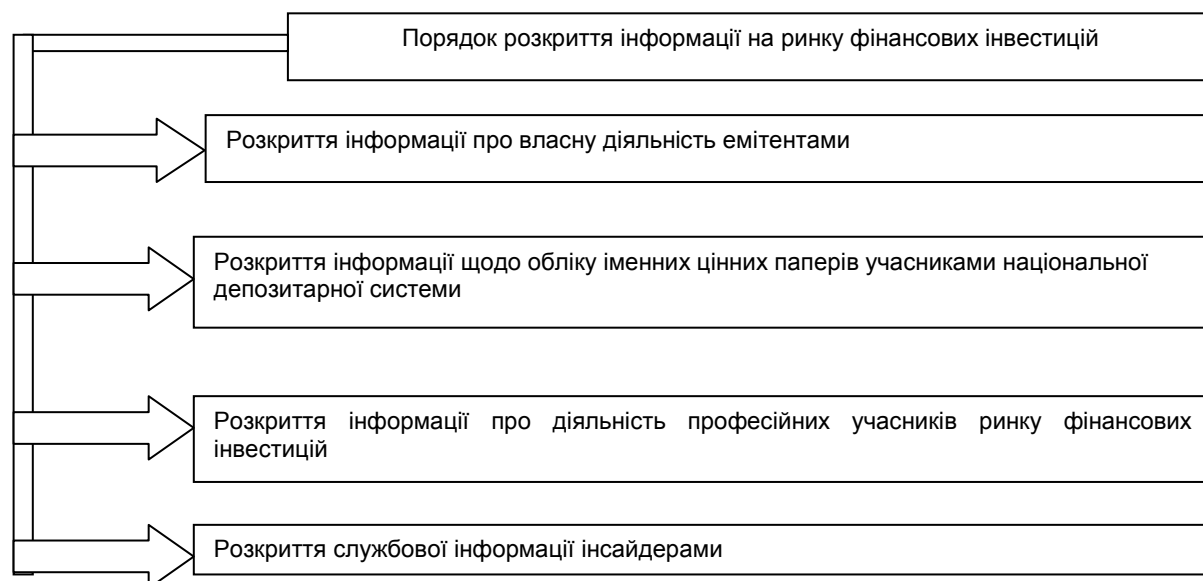 Порядок розкриття інформації на ринку фінансових інвестицій
Розкриття інформації про власну діяльність емітентами
Розкриття інформації щодо обліку іменних цінних паперів учасниками національної
депозитарної системи
Розкриття інформації про діяльність професійних учасників ринку фінансових
інвестицій
Розкриття службової інформації інсайдерами